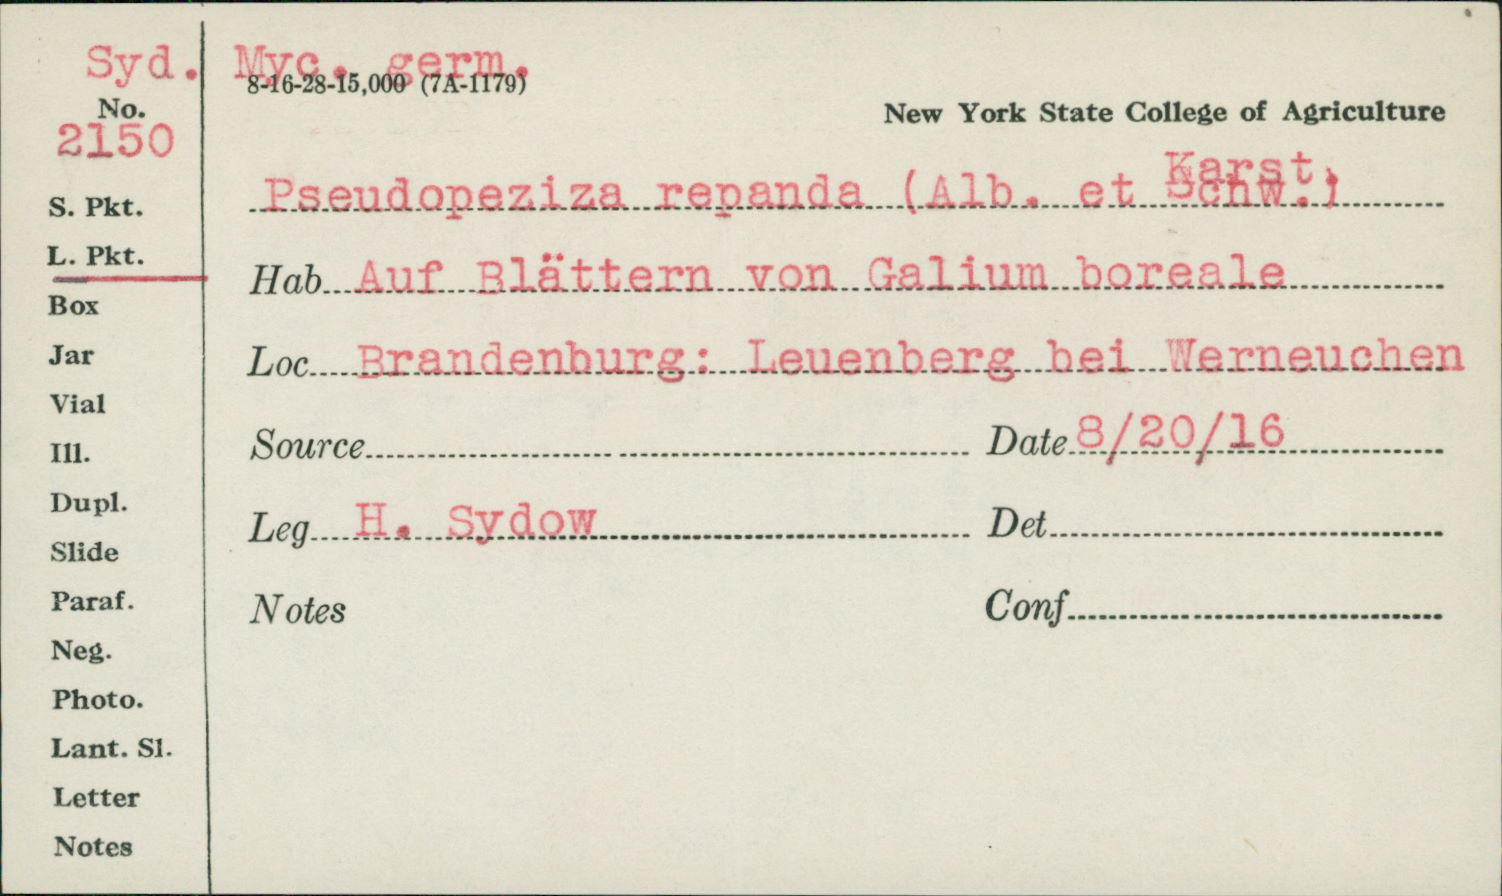 Syd. Myc. germ.
8-16-28-15,000 (7A-1179)
No.
2150
New York State College of Agriculture
Karst.
Pseudopeziza repanda (Alb. et Schw.)
S. Pkt.
L. Pkt.
Hab. Auf Blättern von Galium boreale
Box
Jar
Loc. Brandenburg: Leuenberg bei Werneuchen
Vial
Ill.
Source Date 8/20/16
Dupl.
Leg. H. Sydow Det.
Slide
Paraf.
Notes Conf.
Neg.
Photo.
Lant. Sl.
Letter
Notes